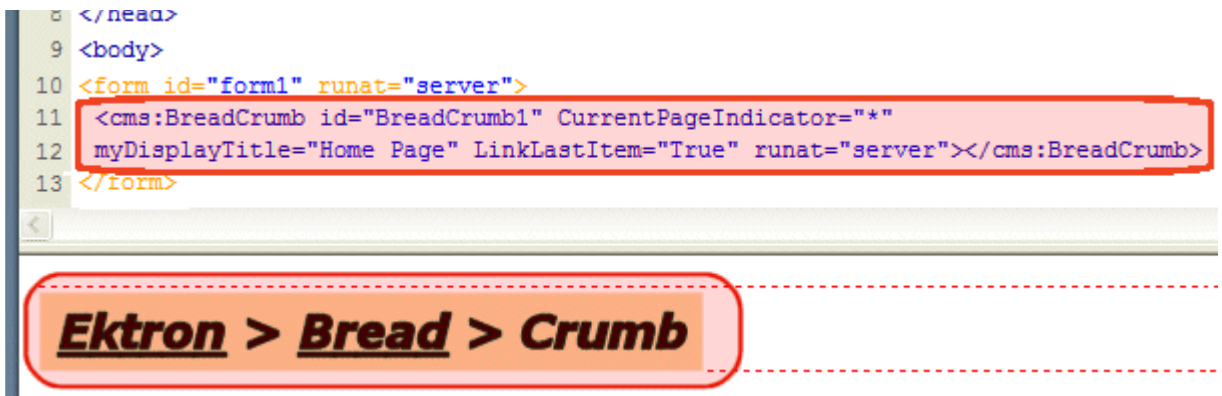 8 </head>
9 <body>
10 <form id="form1" runat="server">
11 <cms:BreadCrumb id="BreadCrumb1" CurrentPageIndicator="*"
12 myDisplayTitle="Home Page" LinkLastItem="True" runat="server"></cms:BreadCrumb>
13 </form>
Ektron > Bread > Crumb